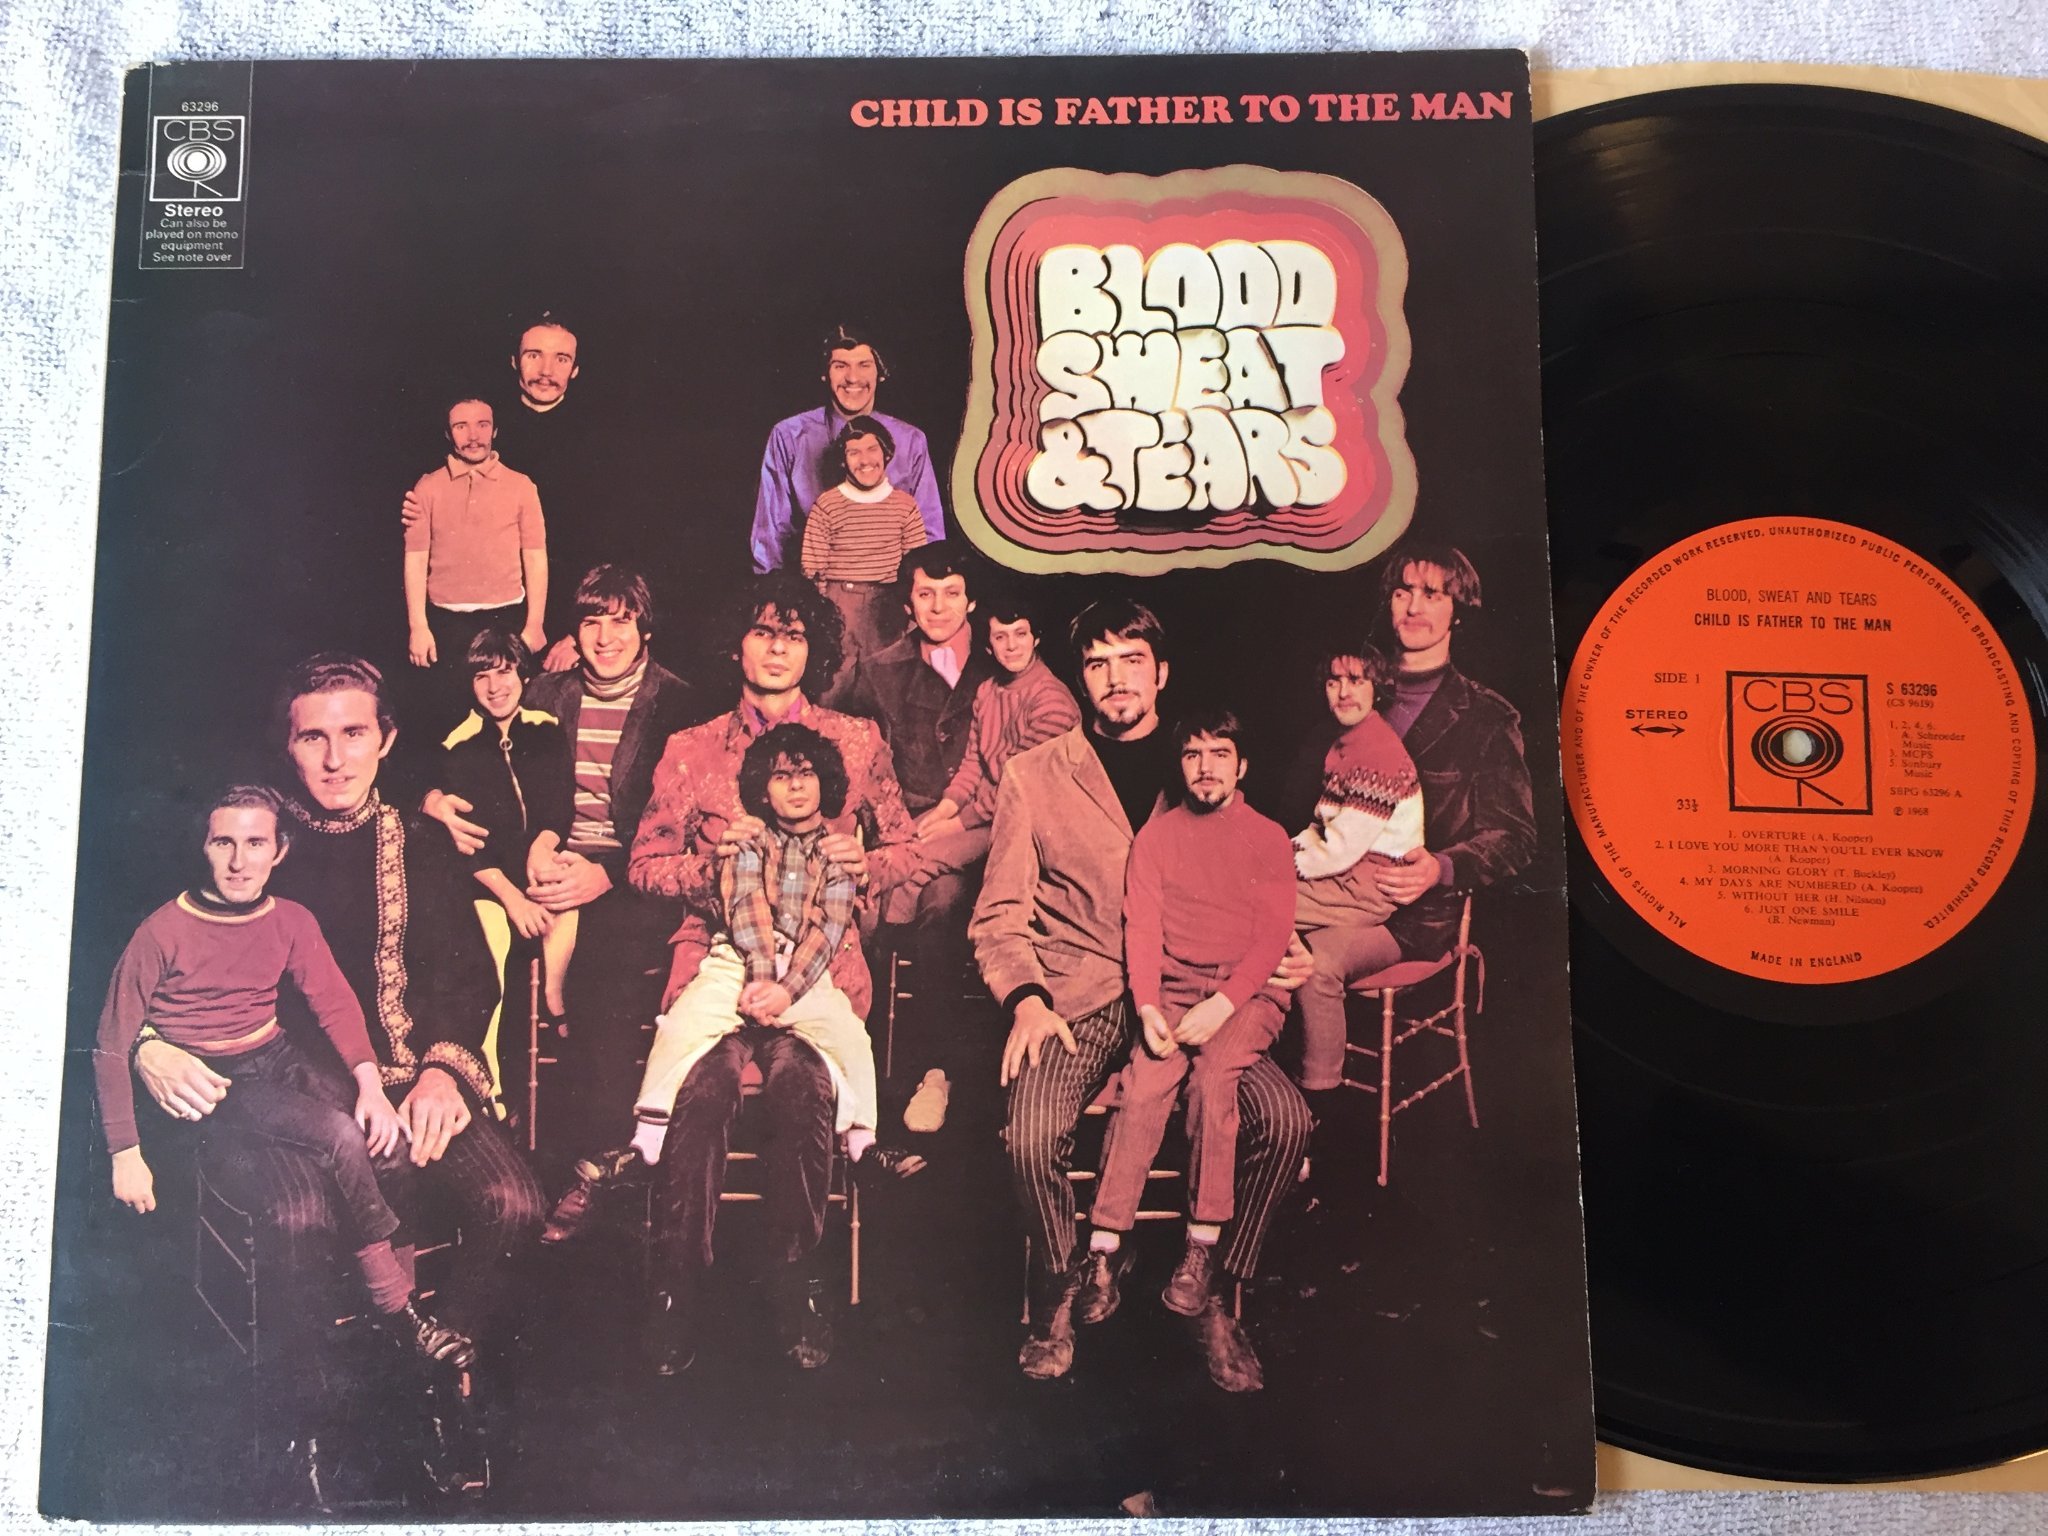 63296
CBS
Stereo
Can also be
played on mono
equipment
See note over
CHILD IS FATHER TO THE MAN
BLOOD
SWEAT
& TEARS
ALL RIGHTS OF THE MANUFACTURER AND OF THE OWNER OF THE RECORDED WORK RESERVED. UNAUTHORIZED PUBLIC PERFORMANCE, BROADCASTING AND COPYING OF THIS RECORD PROHIBITED.
BLOOD, SWEAT AND TEARS
CHILD IS FATHER TO THE MAN
SIDE 1
STEREO
33⅓
CBS
S 63296
(CS 9619)
1, 2, 4, 6.
A. Schroeder
Music
3. MCPS
5. Sunbury
Music
SBPG 63296 A
℗ 1968
1. OVERTURE (A. Kooper)
2. I LOVE YOU MORE THAN YOU'LL EVER KNOW
(A. Kooper)
3. MORNING GLORY (T. Buckley)
4. MY DAYS ARE NUMBERED (A. Kooper)
5. WITHOUT HER (H. Nilsson)
6. JUST ONE SMILE
(R. Newman)
MADE IN ENGLAND